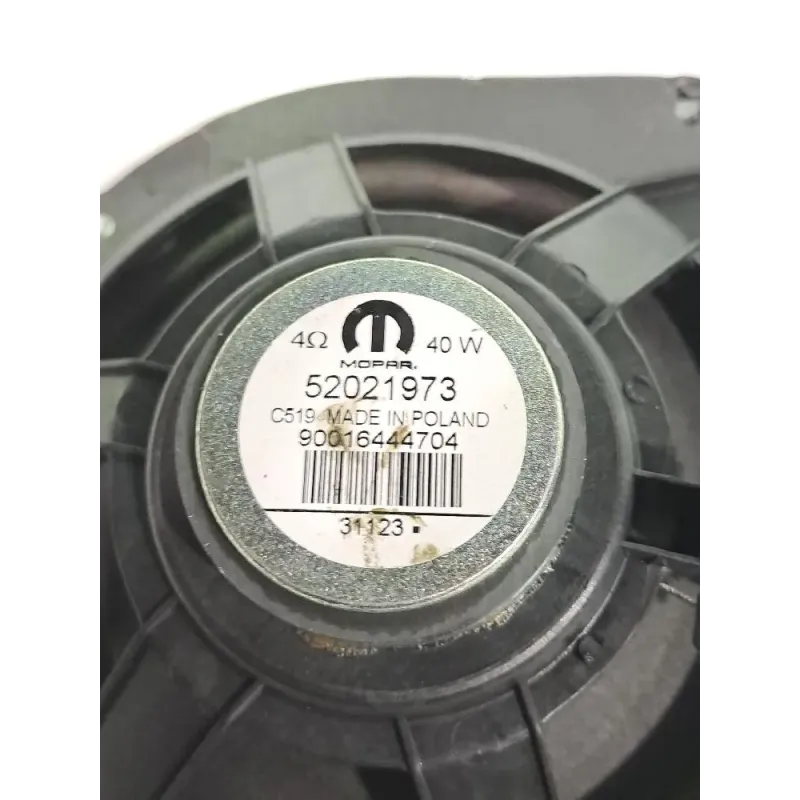 4Ω 40 W
MOPAR®
52021973
C519 MADE IN POLAND
90016444704
31123